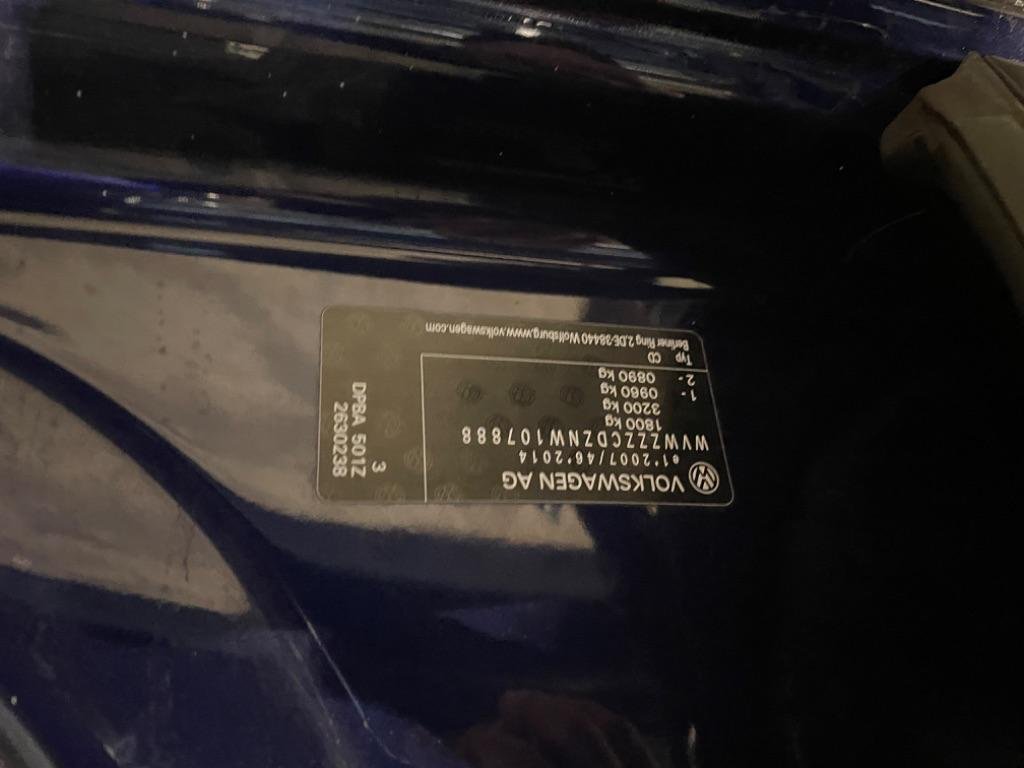 VOLKSWAGEN AG
e1*2007/46*2014
WVWZZZCDZNW107888
1800 kg
3200 kg
1- 0960 kg
2- 0890 kg
Typ CD
Berliner Ring 2,DE-38440 Wolfsburg,www.volkswagen.com
3
2630238
DPBA 501Z